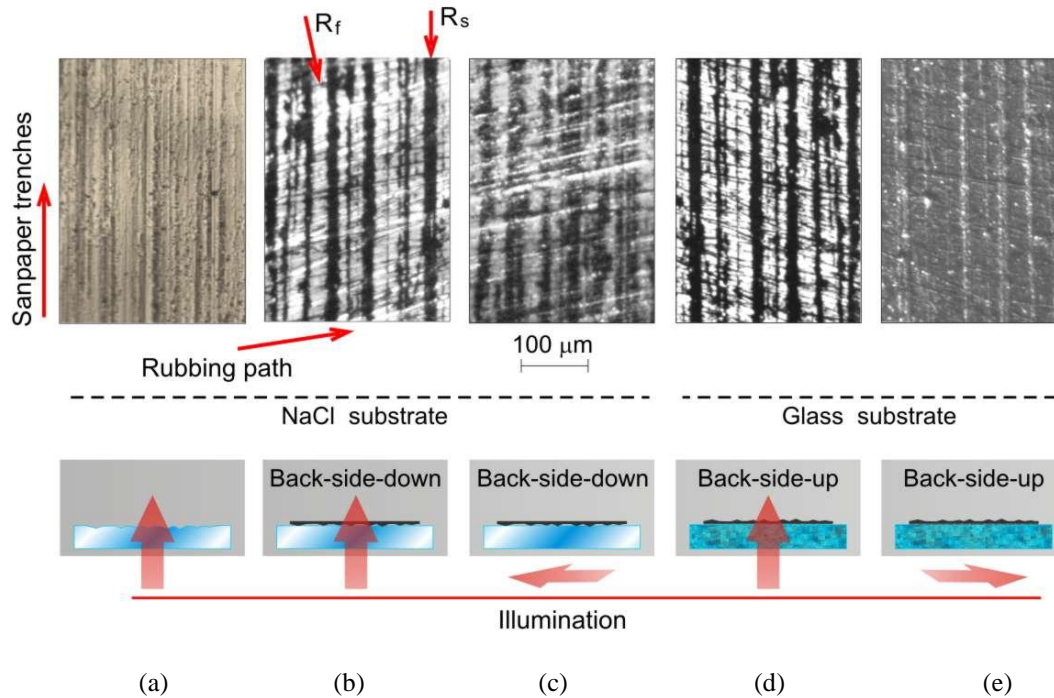 R_f
R_s
Sanpaper trenches
Rubbing path
100 μm
NaCl substrate
Glass substrate
Back-side-down
Back-side-down
Back-side-up
Back-side-up
Illumination
(a)
(b)
(c)
(d)
(e)